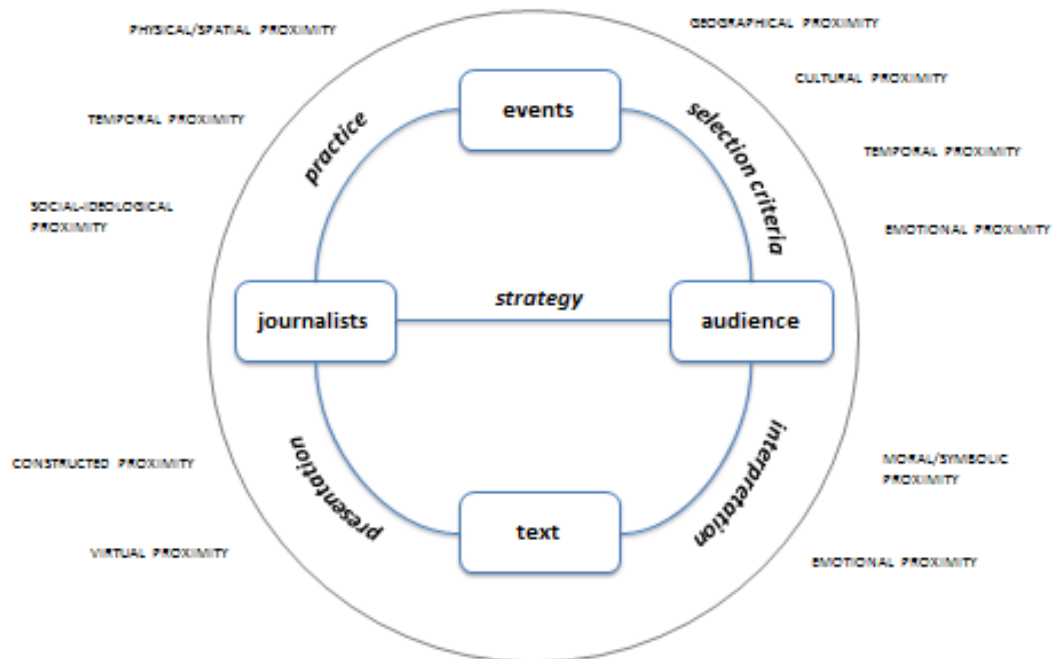 PHYSICAL/SPATIAL PROXIMITY
GEOGRAPHICAL PROXIMITY
CULTURAL PROXIMITY
events
TEMPORAL PROXIMITY
practice
selection criteria
TEMPORAL PROXIMITY
SOCIAL-IDEOLOGICAL
PROXIMITY
EMOTIONAL PROXIMITY
strategy
journalists
audience
CONSTRUCTED PROXIMITY
presentation
interpretation
MORAL/SYMBOLIC
PROXIMITY
text
VIRTUAL PROXIMITY
EMOTIONAL PROXIMITY